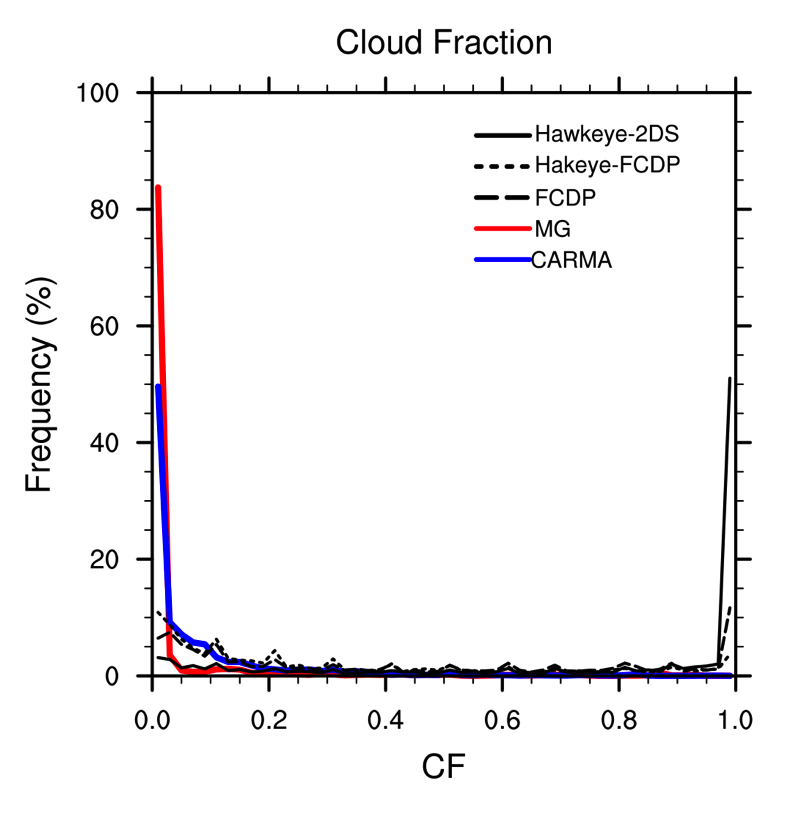 Cloud Fraction
100
80
60
40
20
0
Frequency (%)
Hawkeye-2DS
Hakeye-FCDP
FCDP
MG
CARMA
0.0 0.2 0.4 0.6 0.8 1.0
CF